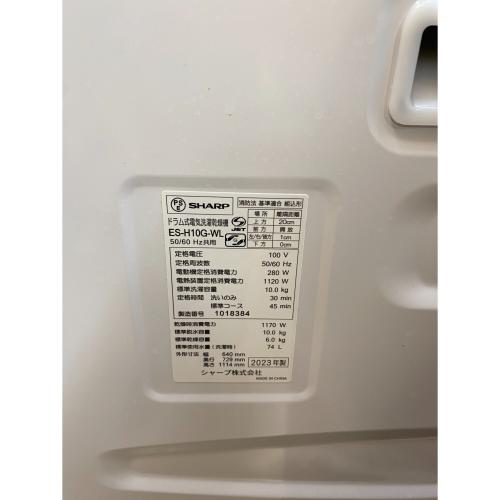 PS E SHARP
ドラム式電気洗濯乾燥機
ES-H10G-WL
50/60 Hz共用
JET
消防法 基準適合 組込形
場所 離隔距離
上方 20cm
前方 開放
左/右/後方 1cm
下方 0cm
定格電圧 100 V
定格周波数 50/60 Hz
電動機定格消費電力 280 W
電熱装置定格消費電力 1120 W
標準洗濯容量 10.0 kg
定格時間 洗いのみ 30 min
標準コース 45 min
製造番号 1018384
乾燥時消費電力 1170 W
標準脱水容量 10.0 kg
標準乾燥容量 6.0 kg
標準使用水量(洗濯時) 74 L
外形寸法 幅 640 mm
奥行 729 mm
高さ 1114 mm
2023年製
シャープ株式会社
MADE IN CHINA